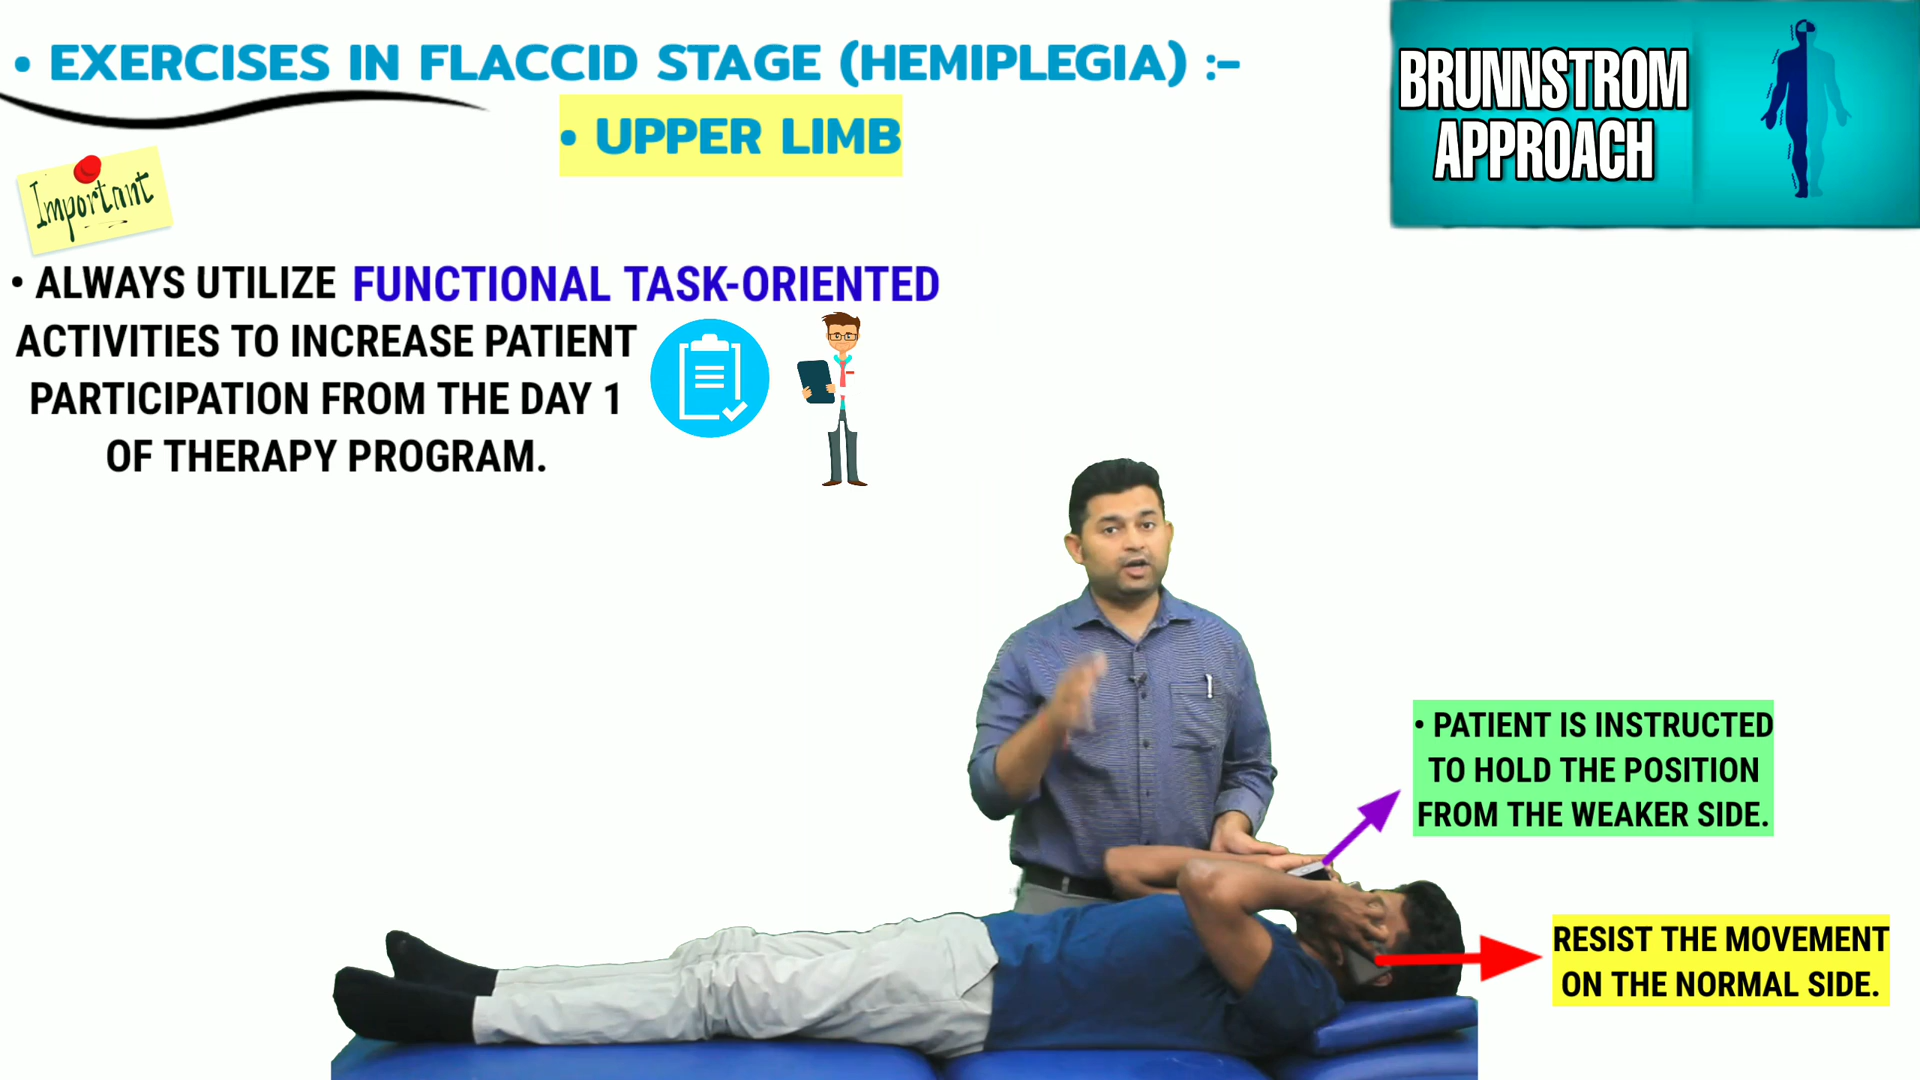 • EXERCISES IN FLACCID STAGE (HEMIPLEGIA) :-
• UPPER LIMB
BRUNNSTROM
APPROACH
Important
• ALWAYS UTILIZE FUNCTIONAL TASK-ORIENTED
ACTIVITIES TO INCREASE PATIENT
PARTICIPATION FROM THE DAY 1
OF THERAPY PROGRAM.
• PATIENT IS INSTRUCTED
TO HOLD THE POSITION
FROM THE WEAKER SIDE.
RESIST THE MOVEMENT
ON THE NORMAL SIDE.